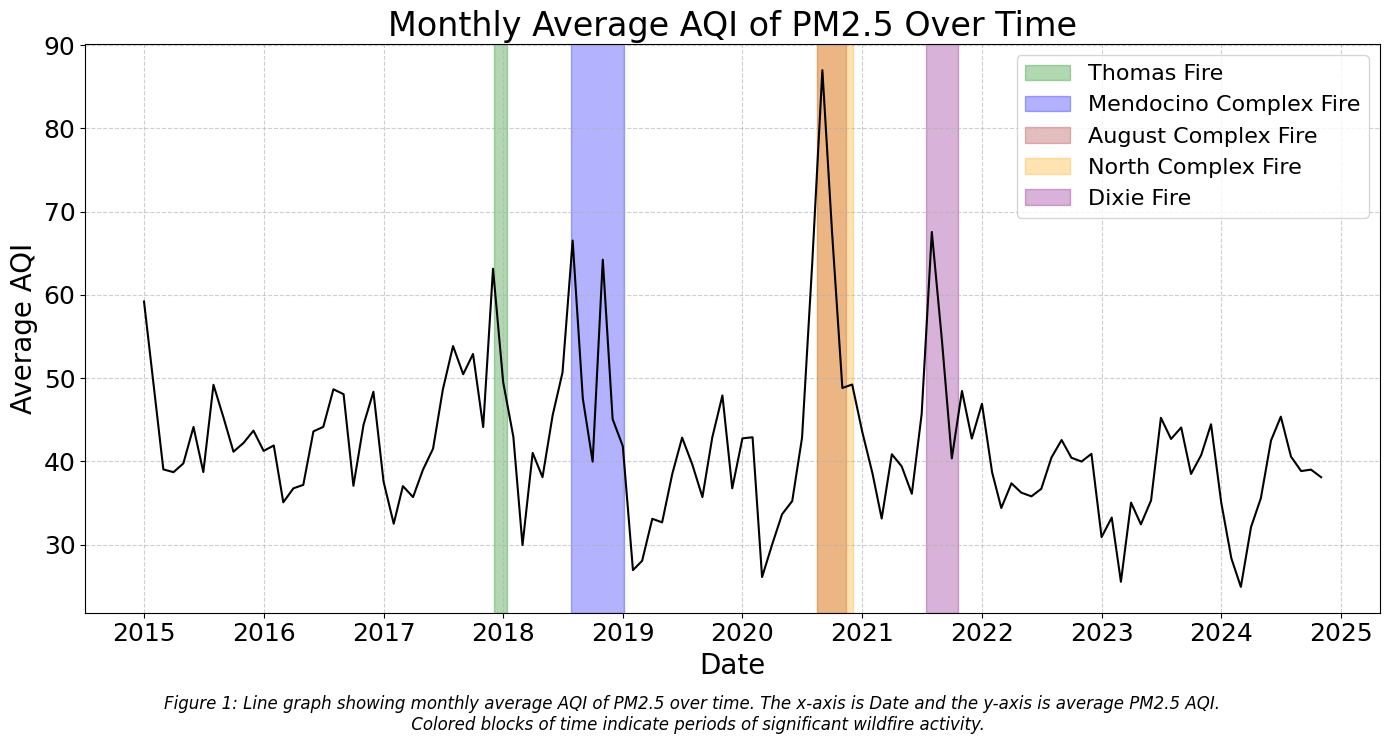 Monthly Average AQI of PM2.5 Over Time
90
80
70
60
50
40
30
Average AQI
Thomas Fire
Mendocino Complex Fire
August Complex Fire
North Complex Fire
Dixie Fire
2015 2016 2017 2018 2019 2020 2021 2022 2023 2024 2025
Date
Figure 1: Line graph showing monthly average AQI of PM2.5 over time. The x-axis is Date and the y-axis is average PM2.5 AQI.
Colored blocks of time indicate periods of significant wildfire activity.